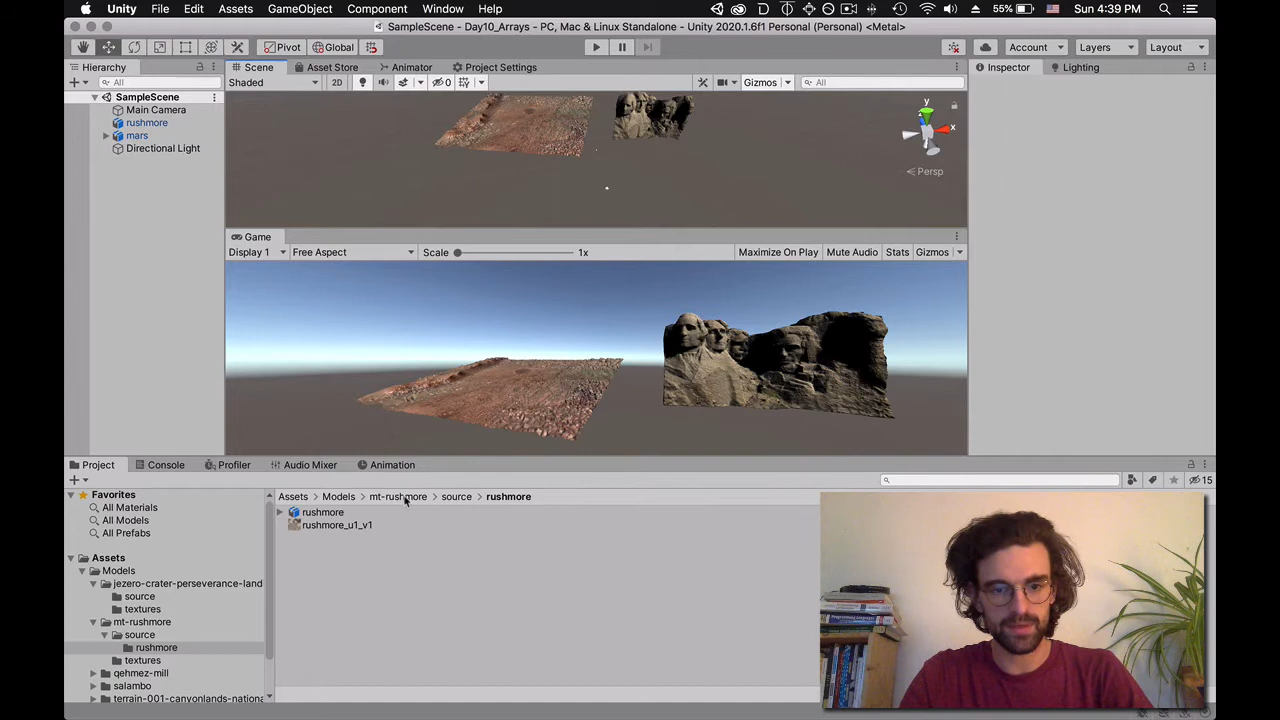 Unity File Edit Assets GameObject Component Window Help 55% Sun 4:39 PM
SampleScene - Day10_Arrays - PC, Mac & Linux Standalone - Unity 2020.1.6f1 Personal (Personal) <Metal>
Pivot Global Account Layers Layout
Hierarchy
All
SampleScene
Main Camera
rushmore
mars
Directional Light
Scene Asset Store Animator Project Settings
Shaded 2D 0 Gizmos All
y
x
Persp
Game
Display 1 Free Aspect Scale 1x Maximize On Play Mute Audio Stats Gizmos
Inspector Lighting
Project Console Profiler Audio Mixer Animation
15
Favorites
All Materials
All Models
All Prefabs
Assets
Models
jezero-crater-perseverance-land
source
textures
mt-rushmore
source
rushmore
textures
qehmez-mill
salambo
terrain-001-canyonlands-nationa
Assets > Models > mt-rushmore > source > rushmore
rushmore
rushmore_u1_v1